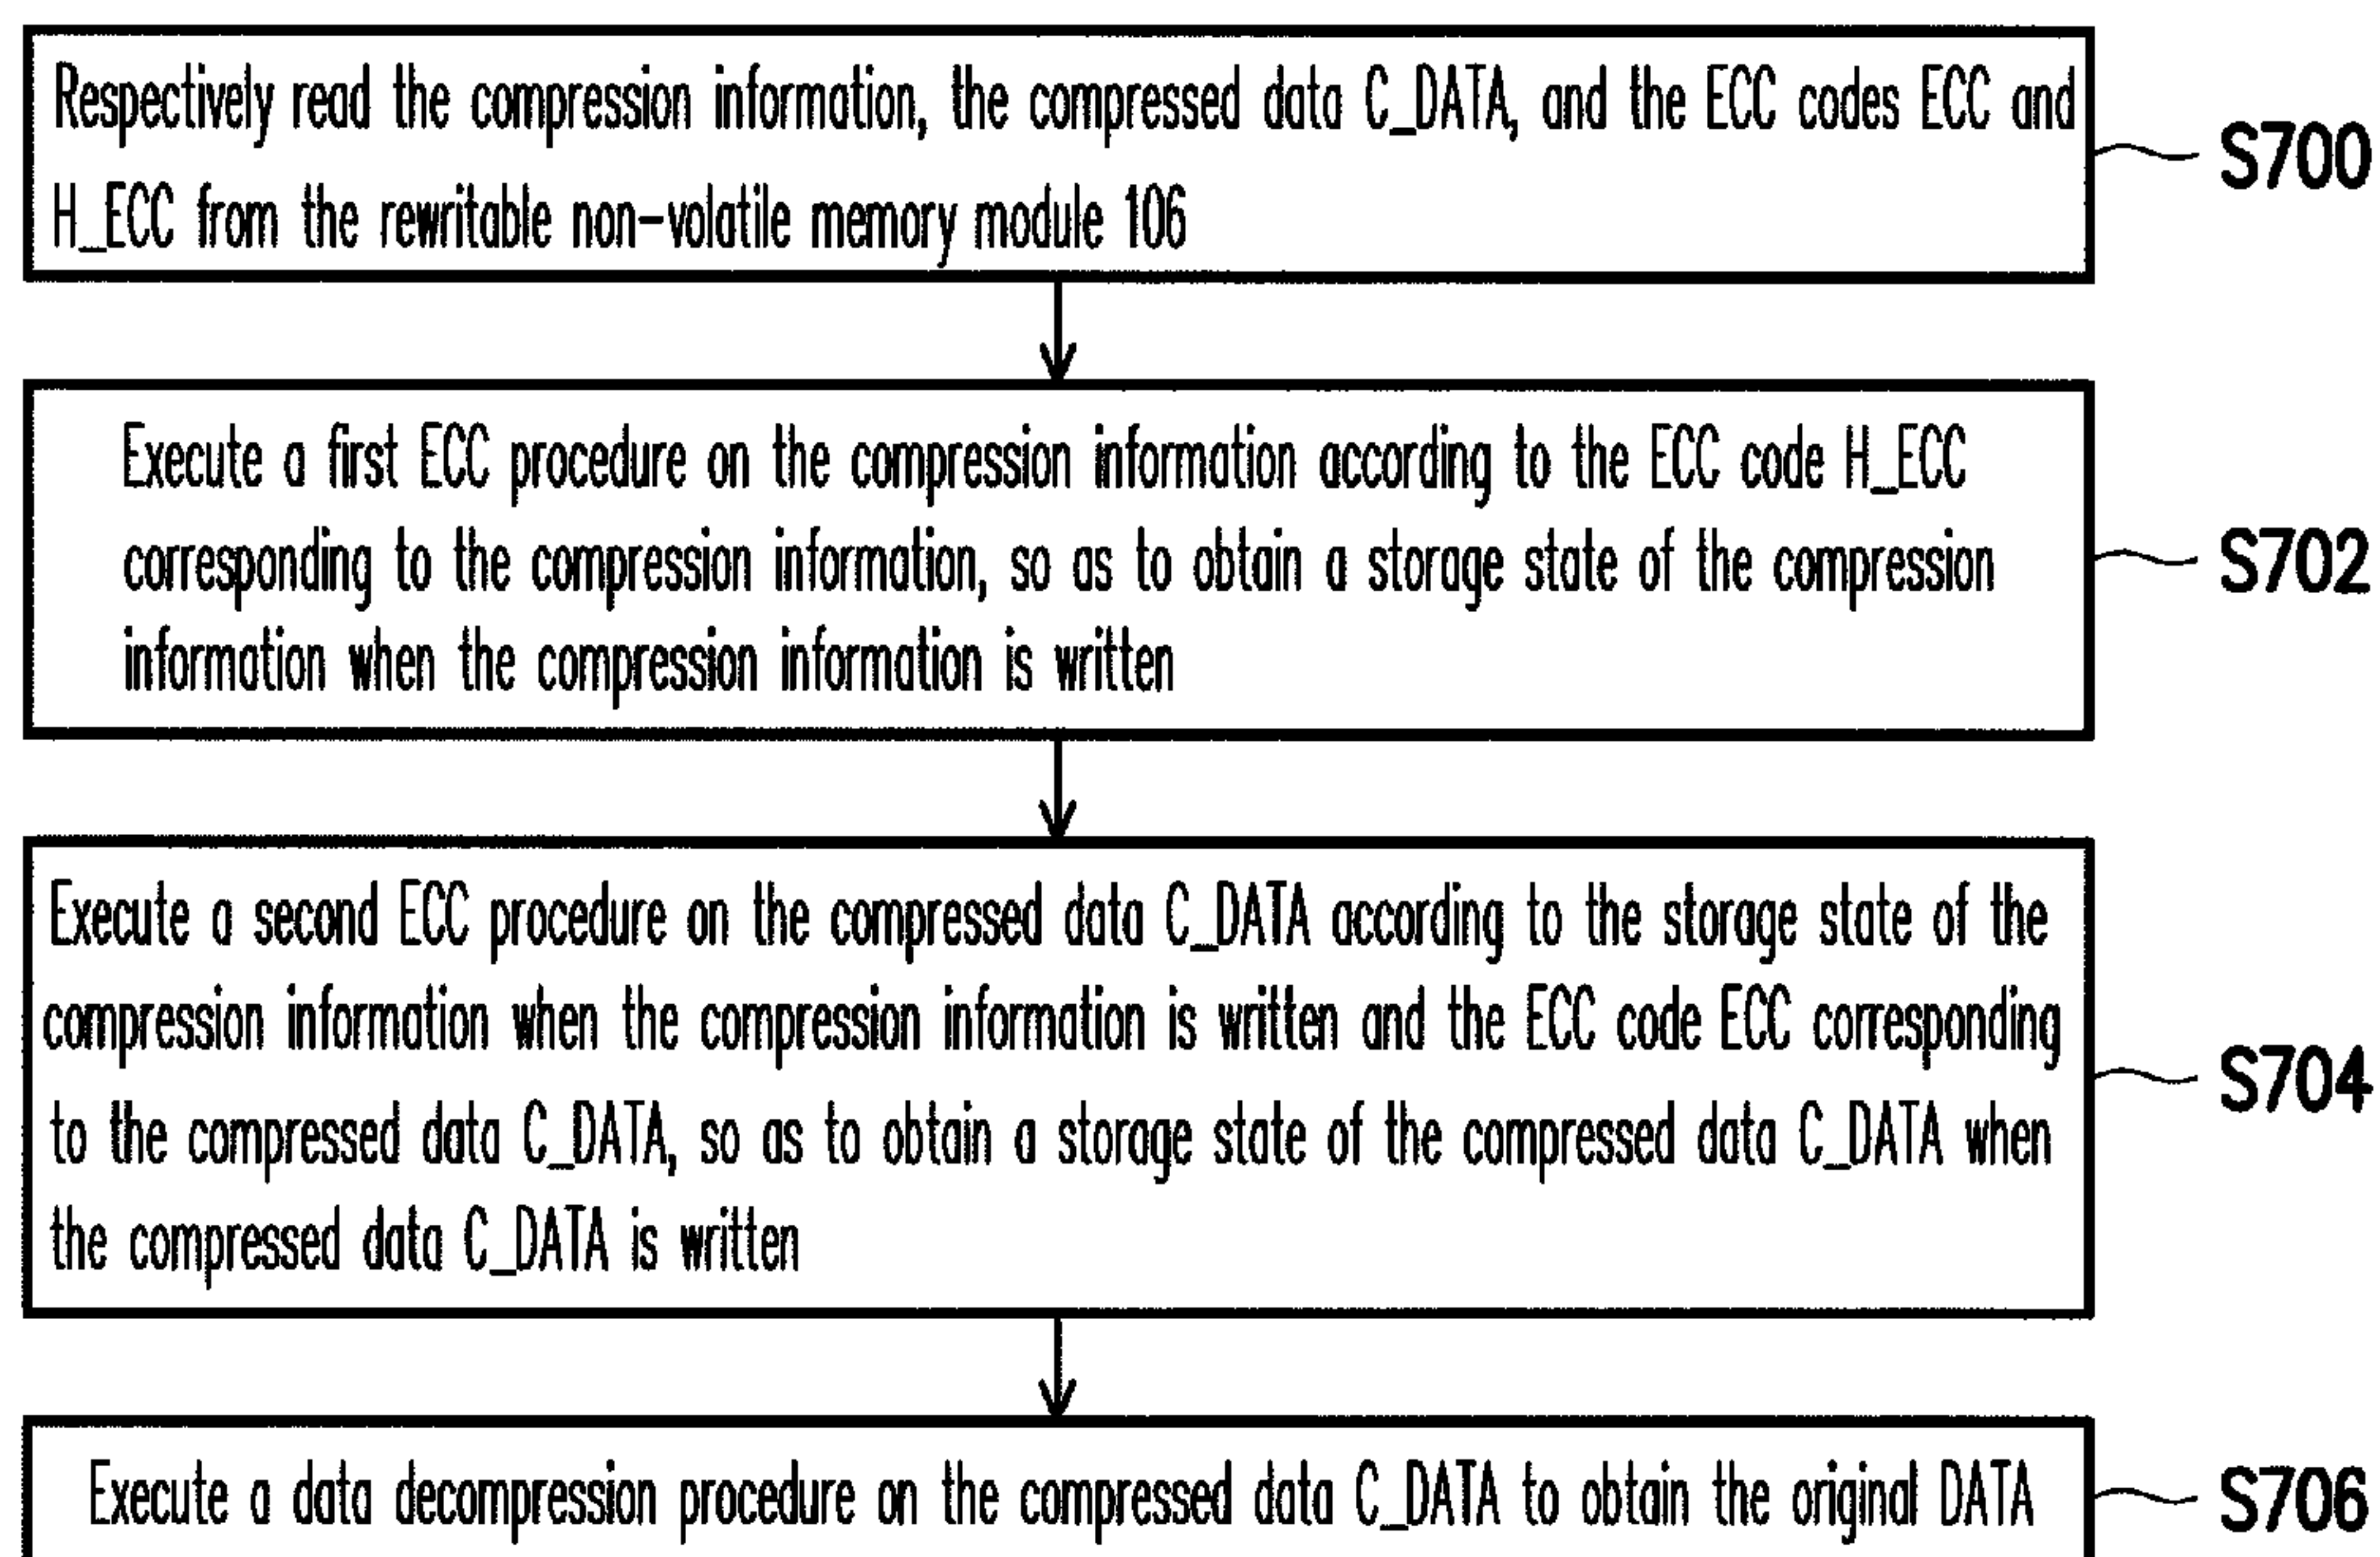 Respectively read the compression information, the compressed data C_DATA, and the ECC codes ECC and
H_ECC from the rewritable non-volatile memory module 106
S700
Execute a first ECC procedure on the compression information according to the ECC code H_ECC
corresponding to the compression information, so as to obtain a storage state of the compression
information when the compression information is written
S702
Execute a second ECC procedure on the compressed data C_DATA according to the storage state of the
compression information when the compression information is written and the ECC code ECC corresponding
to the compressed data C_DATA, so as to obtain a storage state of the compressed data C_DATA when
the compressed data C_DATA is written
S704
Execute a data decompression procedure on the compressed data C_DATA to obtain the original DATA
S706